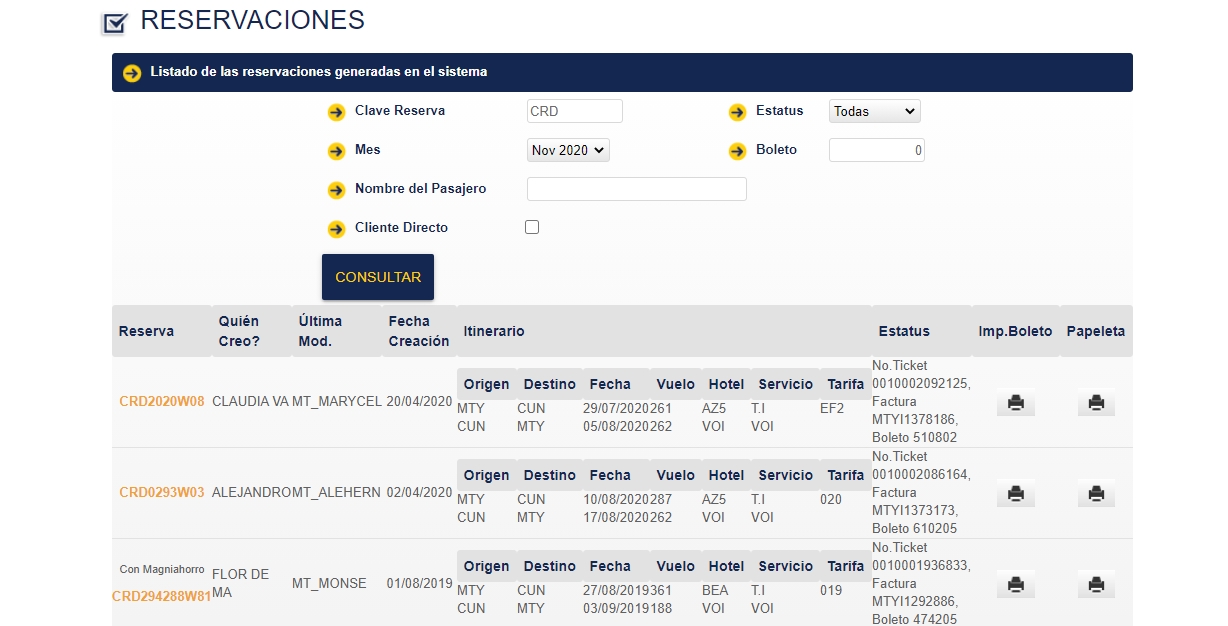 RESERVACIONES
Listado de las reservaciones generadas en el sistema
Clave Reserva CRD Estatus Todas
Mes Nov 2020 Boleto 0
Nombre del Pasajero
Cliente Directo
CONSULTAR
Reserva Quién Creo? Última Mod. Fecha Creación Itinerario Estatus Imp.Boleto Papeleta
CRD2020W08 CLAUDIA VA MT_MARYCEL 20/04/2020
Origen Destino Fecha Vuelo Hotel Servicio Tarifa
MTY CUN 29/07/2020 261 AZ5 T.I EF2
CUN MTY 05/08/2020 262 VOI VOI
No.Ticket
0010002092125,
Factura
MTYI1378186,
Boleto 510802
CRD0293W03 ALEJANDRO MT_ALEHERN 02/04/2020
Origen Destino Fecha Vuelo Hotel Servicio Tarifa
MTY CUN 10/08/2020 287 AZ5 T.I 020
CUN MTY 17/08/2020 262 VOI VOI
No.Ticket
0010002086164,
Factura
MTYI1373173,
Boleto 610205
Con Magniahorro
CRD294288W81 FLOR DE MA MT_MONSE 01/08/2019
Origen Destino Fecha Vuelo Hotel Servicio Tarifa
MTY CUN 27/08/2019 361 BEA T.I 019
CUN MTY 03/09/2019 188 VOI VOI
No.Ticket
0010001936833,
Factura
MTYI1292886,
Boleto 474205